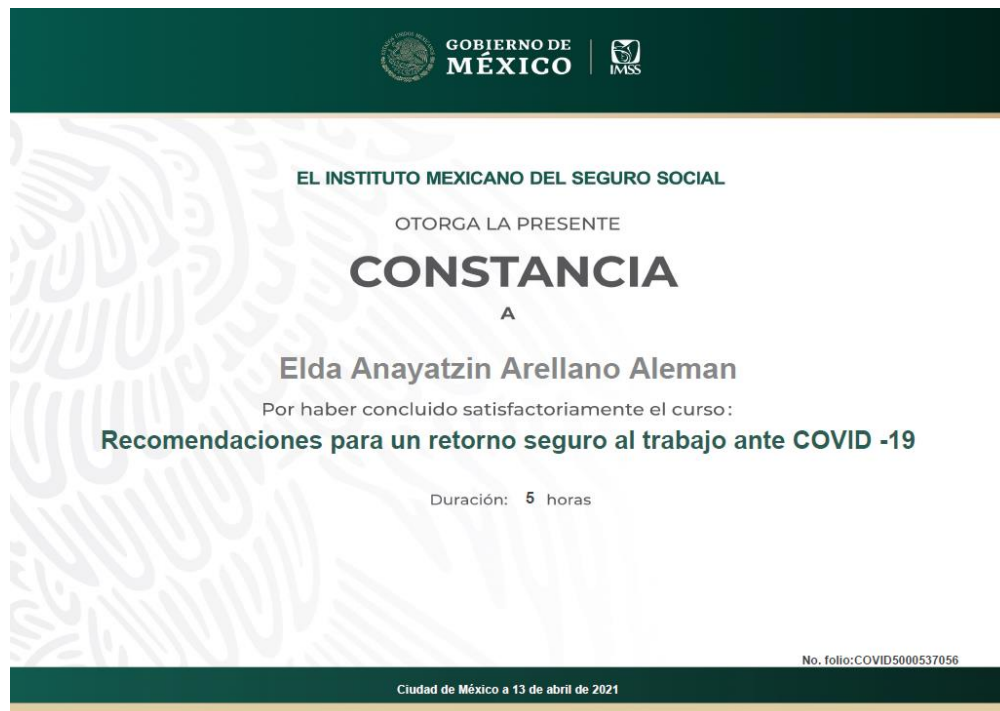 GOBIERNO DE
MÉXICO
IMSS
EL INSTITUTO MEXICANO DEL SEGURO SOCIAL
OTORGA LA PRESENTE
CONSTANCIA
A
Elda Anayatzin Arellano Aleman
Por haber concluido satisfactoriamente el curso:
Recomendaciones para un retorno seguro al trabajo ante COVID -19
Duración: 5 horas
No. folio:COVID5000537056
Ciudad de México a 13 de abril de 2021